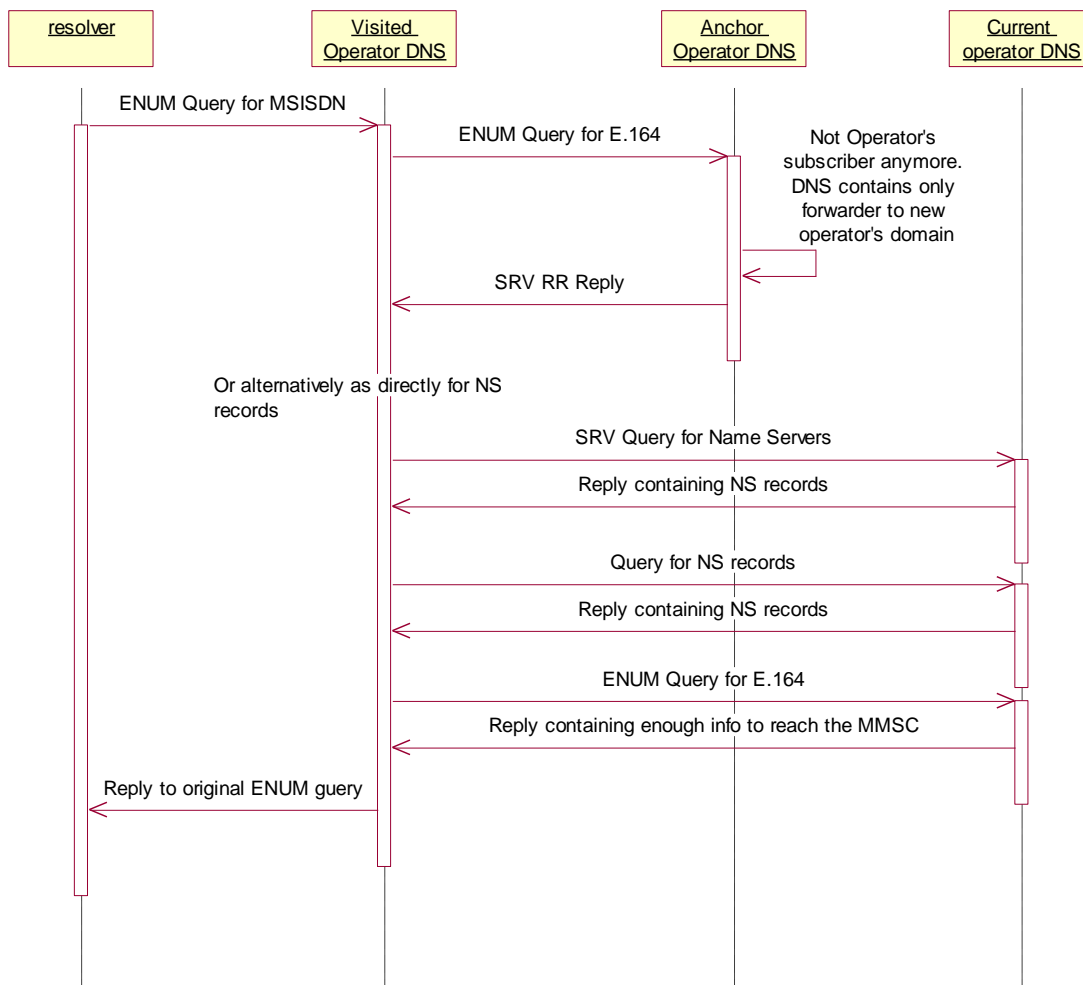 resolver
Visited
Operator DNS
Anchor
Operator DNS
Current
operator DNS
ENUM Query for MSISDN
ENUM Query for E.164
Not Operator's
subscriber anymore.
DNS contains only
forwarder to new
operator's domain
SRV RR Reply
Or alternatively as directly for NS
records
SRV Query for Name Servers
Reply containing NS records
Query for NS records
Reply containing NS records
ENUM Query for E.164
Reply containing enough info to reach the MMSC
Reply to original ENUM guery